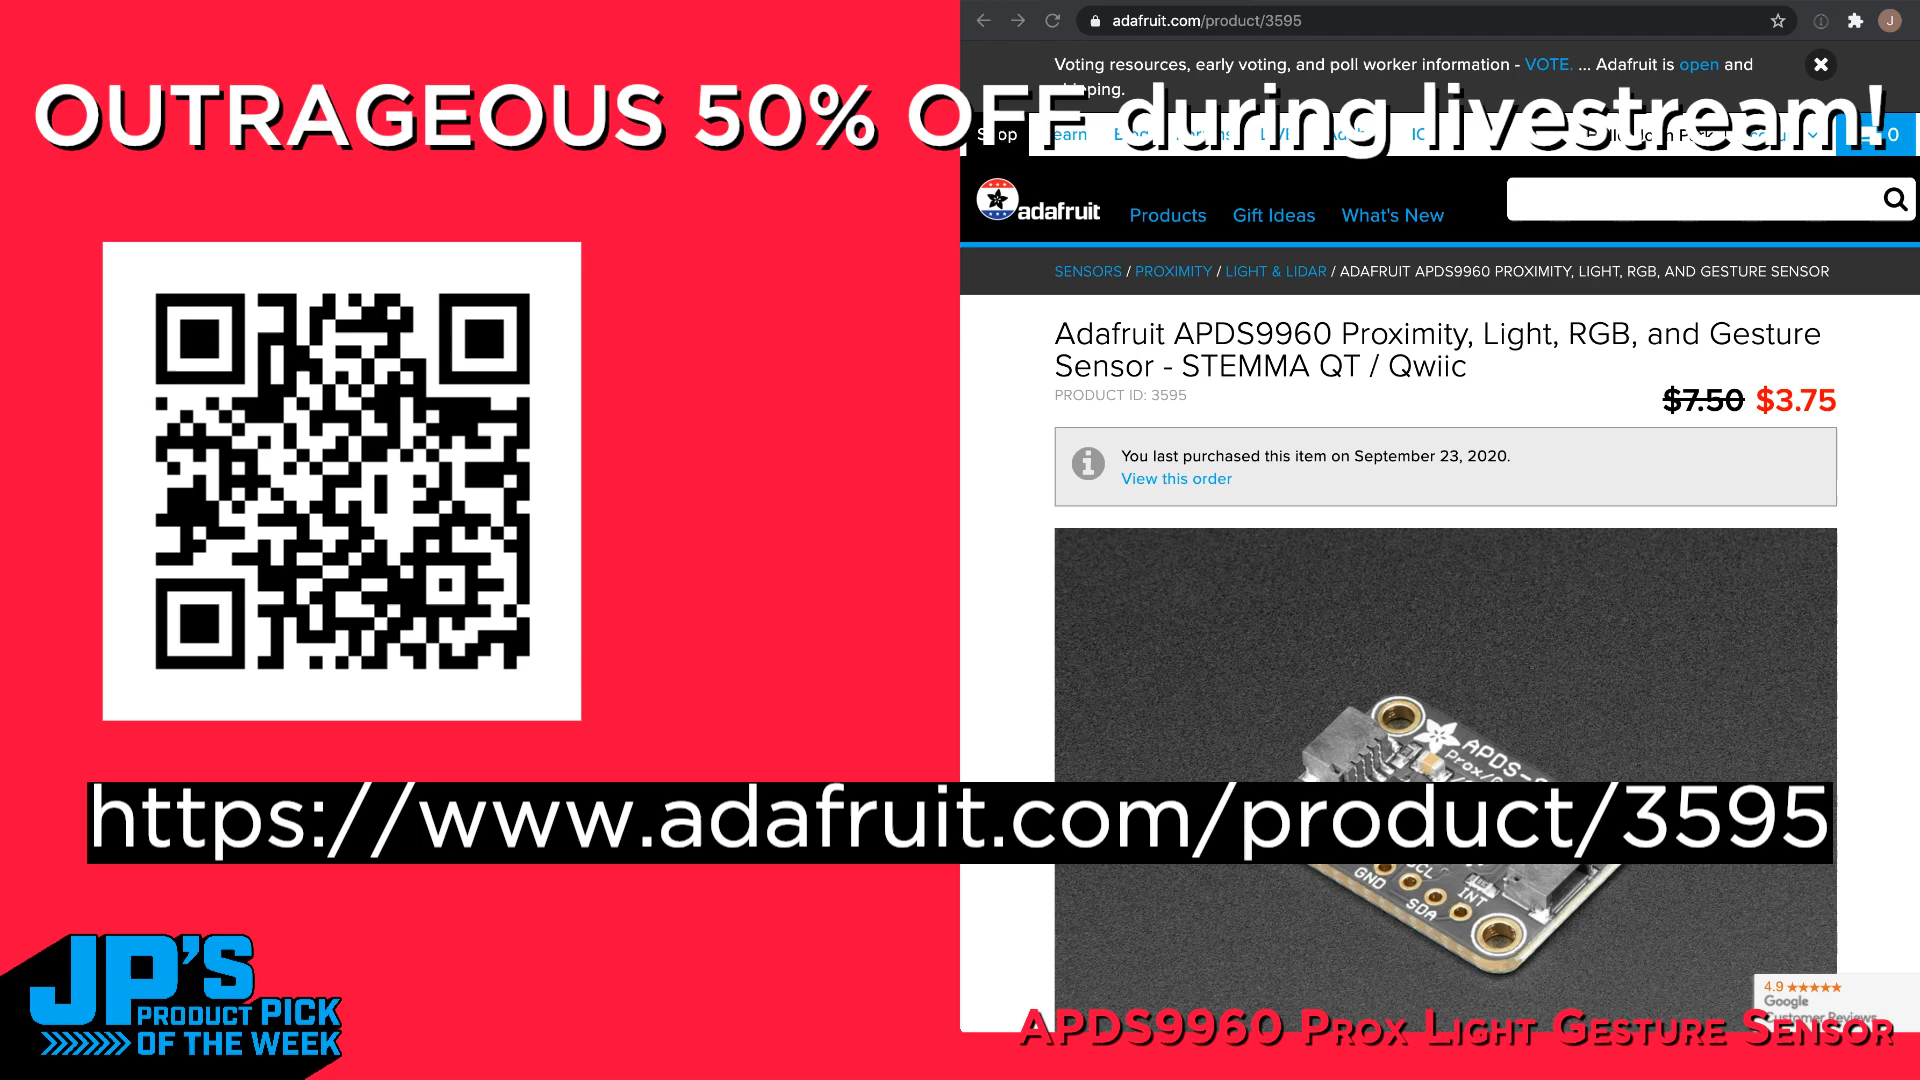 adafruit.com/product/3595
J
Voting resources, early voting, and poll worker information - VOTE. ... Adafruit is open and
OUTRAGEOUS 50% OFF during livestream!
Shop
0
adafruit
Products Gift Ideas What's New
SENSORS / PROXIMITY / LIGHT & LIDAR / ADAFRUIT APDS9960 PROXIMITY, LIGHT, RGB, AND GESTURE SENSOR
Adafruit APDS9960 Proximity, Light, RGB, and Gesture
Sensor - STEMMA QT / Qwiic
PRODUCT ID: 3595
$7.50 $3.75
You last purchased this item on September 23, 2020.
View this order
https://www.adafruit.com/product/3595
GND
SDA
INT
JP'S
PRODUCT PICK
OF THE WEEK
4.9 ★★★★★
Google
Customer Reviews
APDS9960 Prox Light Gesture Sensor